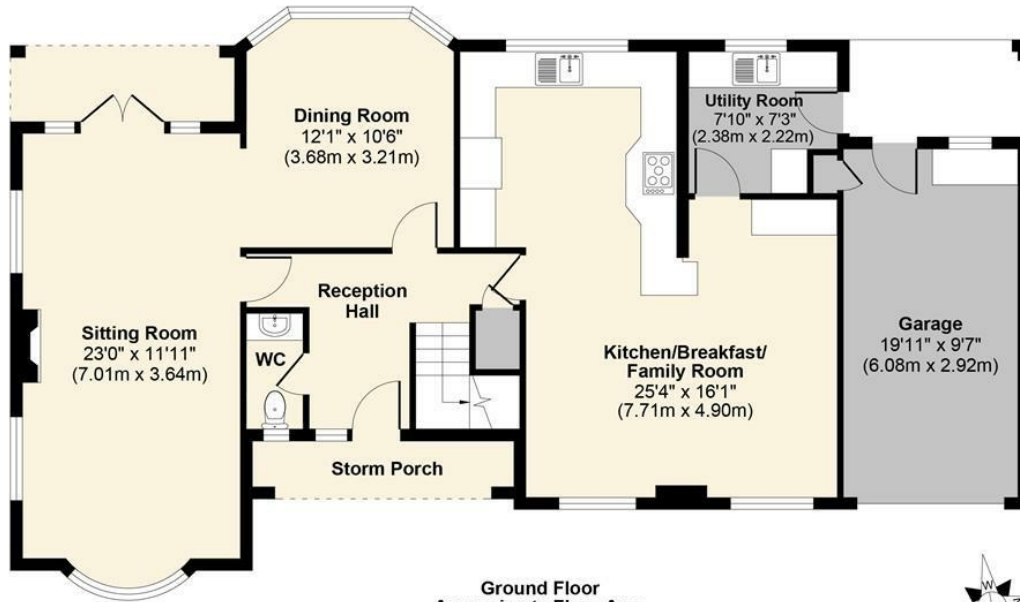 Dining Room
12'1" x 10'6"
(3.68m x 3.21m)
Utility Room
7'10" x 7'3"
(2.38m x 2.22m)
Reception
Hall
Sitting Room
23'0" x 11'11"
(7.01m x 3.64m)
WC
Kitchen/Breakfast/
Family Room
25'4" x 16'1"
(7.71m x 4.90m)
Garage
19'11" x 9'7"
(6.08m x 2.92m)
Storm Porch
Ground Floor
W